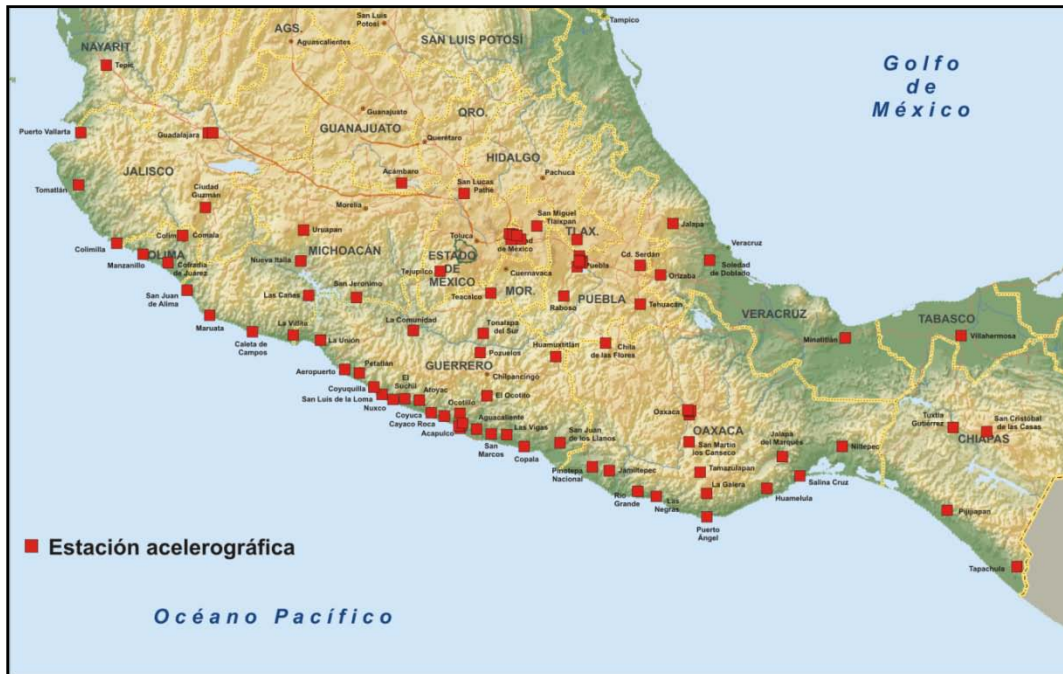 San Luis
Potosí
Tampico
AGS.
Aguascalientes
SAN LUIS POTOSÍ
NAYARIT
Tepic
Golfo
de
México
Guanajuato
GUANAJUATO
QRO.
Querétaro
Puerto Vallarta
Guadalajara
HIDALGO
Pachuca
JALISCO
Acámbaro
San Lucas
Pathé
Tomatlán
Ciudad
Guzmán
Morelia
San Miguel
Tlaixpan
TLAX.
Jalapa
Uruapan
Toluca
Comala
Colimilla
MICHOACÁN
ESTADO
DE
MÉXICO
de México
Veracruz
Manzanillo
Cofradía
de Juárez
Nueva Italia
Tejupilco
Cuernavaca
Puebla
Cd. Serdán
Soledad
de Doblado
Orizaba
San Juan
de Alima
Las Canes
San Jeronimo
Teacalco
MOR.
Raboso
PUEBLA
Tehuacán
VERACRUZ
TABASCO
Maruata
Caleta de
Campos
La Villita
La Unión
La Comunidad
Tonalapa
del Sur
Huamuxtitlán
Chila
de las Flores
Minatitlán
Villahermosa
Pozuelos
GUERRERO
Aeropuerto
Petatlán
Chilpancingo
Coyuquilla
El
Suchil
San Luis de la Loma
Atoyac
El Ocotillo
Nuxco
Ocotillo
Coyuca
Cayaco Roca
Aguacaliente
Acapulco
Las Vigas
San
Marcos
Copala
San Juan
de los Llanos
Oaxaca
OAXACA
San Martín
los Canseco
Jalapa
del Marqués
Niltepec
Tuxtla
Gutiérrez
San Cristóbal
de las Casas
CHIAPAS
Pinotepa
Nacional
Jamiltepec
Tamazulapan
La Galera
Salina Cruz
Huamelula
Río
Grande
Las
Negras
Puerto
Ángel
Pijijiapan
Tapachula
Estación acelerográfica
Océano Pacífico